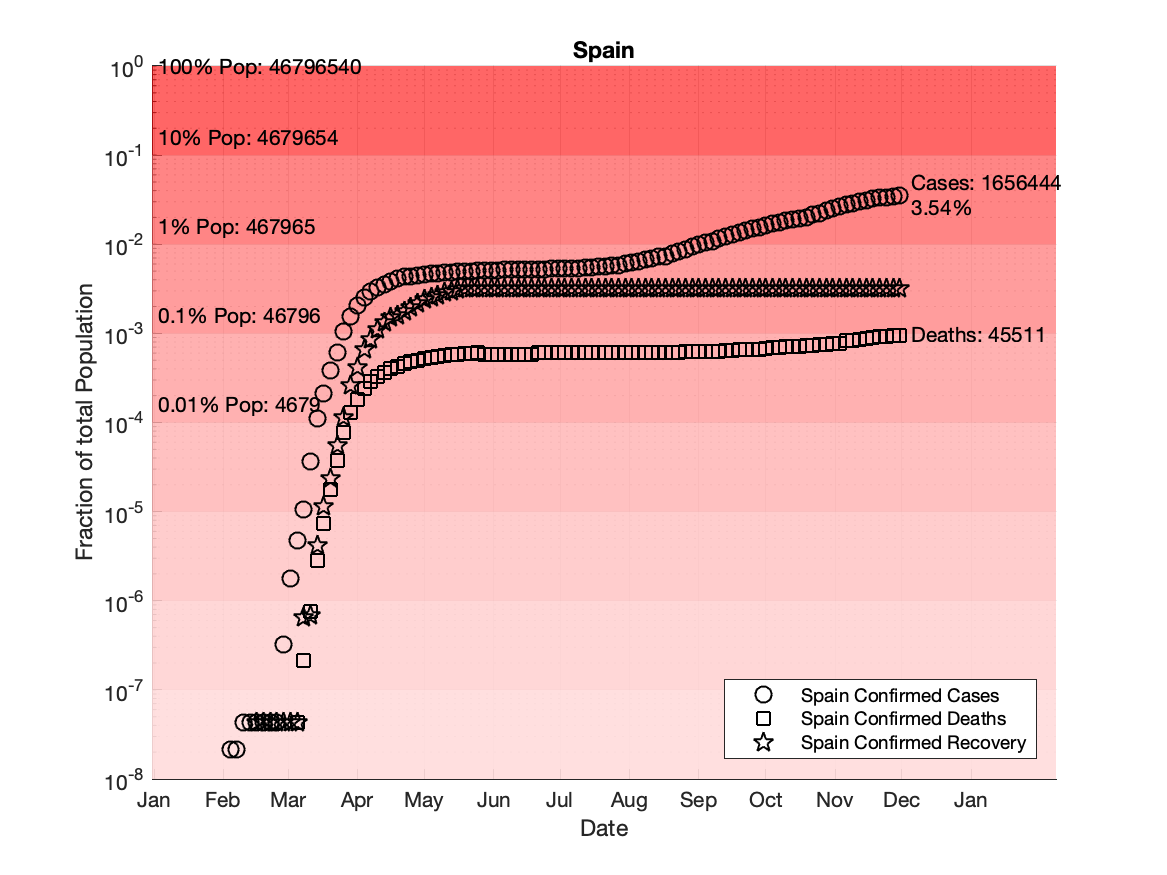 Spain
10^0
100% Pop: 46796540
10% Pop: 4679654
10^-1
Cases: 1656444
3.54%
1% Pop: 467965
10^-2
0.1% Pop: 46796
10^-3
Deaths: 45511
0.01% Pop: 4679
10^-4
10^-5
10^-6
10^-7
10^-8
Fraction of total Population
Spain Confirmed Cases
Spain Confirmed Deaths
Spain Confirmed Recovery
Jan Feb Mar Apr May Jun Jul Aug Sep Oct Nov Dec Jan
Date